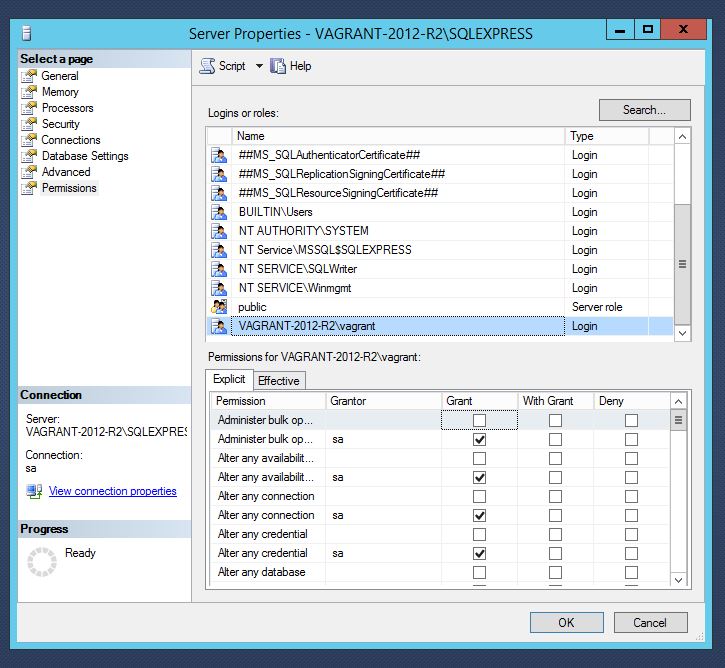 Server Properties - VAGRANT-2012-R2\SQLEXPRESS
Select a page
General
Memory
Processors
Security
Connections
Database Settings
Advanced
Permissions
Connection
Server:
VAGRANT-2012-R2\SQLEXPRES
Connection:
sa
View connection properties
Progress
Ready
Script Help
Logins or roles: Search...
Name Type
##MS_SQLAuthenticatorCertificate## Login
##MS_SQLReplicationSigningCertificate## Login
##MS_SQLResourceSigningCertificate## Login
BUILTIN\Users Login
NT AUTHORITY\SYSTEM Login
NT Service\MSSQL$SQLEXPRESS Login
NT SERVICE\SQLWriter Login
NT SERVICE\Winmgmt Login
public Server role
VAGRANT-2012-R2\vagrant Login
Permissions for VAGRANT-2012-R2\vagrant:
Explicit Effective
Permission Grantor Grant With Grant Deny
Administer bulk op...
Administer bulk op... sa
Alter any availabilit...
Alter any availabilit... sa
Alter any connection
Alter any connection sa
Alter any credential
Alter any credential sa
Alter any database
OK Cancel